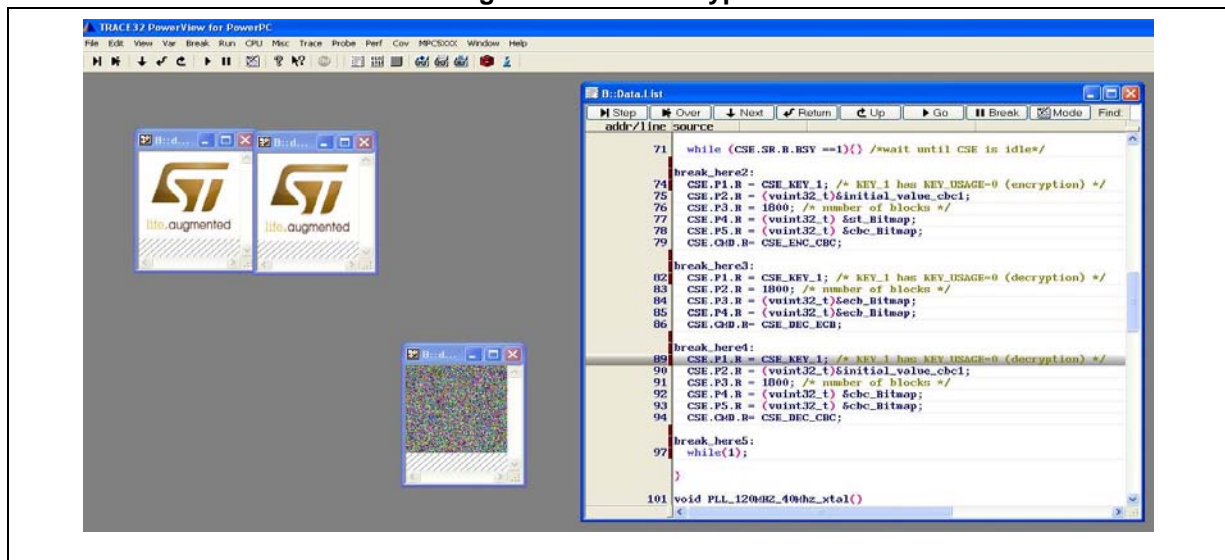 TRACE32 PowerView for PowerPC
File Edit View Var Break Run CPU Misc Trace Probe Perf Cov MPC5XXX Window Help
B::d...
B::d...
life.augmented
life.augmented
B::d...
B::Data.List
Step Over Next Return Up Go Break Mode Find:
addr/line source
71 while (CSE.SR.B.BSY ==1){} /*wait until CSE is idle*/
break_here2:
74 CSE.P1.R = CSE_KEY_1; /* KEY_1 has KEY_USAGE=0 (encryption) */
75 CSE.P2.R = (vuint32_t)&initial_value_cbc1;
76 CSE.P3.R = 1800; /* number of blocks */
77 CSE.P4.R = (vuint32_t) &st_Bitmap;
78 CSE.P5.R = (vuint32_t) &cbc_Bitmap;
79 CSE.CMD.R= CSE_ENC_CBC;
break_here3:
82 CSE.P1.R = CSE_KEY_1; /* KEY_1 has KEY_USAGE=0 (decryption) */
83 CSE.P2.R = 1800; /* number of blocks */
84 CSE.P3.R = (vuint32_t)&ecb_Bitmap;
85 CSE.P4.R = (vuint32_t)&ecb_Bitmap;
86 CSE.CMD.R= CSE_DEC_ECB;
break_here4:
89 CSE.P1.R = CSE_KEY_1; /* KEY_1 has KEY_USAGE=0 (decryption) */
90 CSE.P2.R = (vuint32_t)&initial_value_cbc1;
91 CSE.P3.R = 1800; /* number of blocks */
92 CSE.P4.R = (vuint32_t) &cbc_Bitmap;
93 CSE.P5.R = (vuint32_t) &cbc_Bitmap;
94 CSE.CMD.R= CSE_DEC_CBC;
break_here5:
97 while(1);
}
101 void PLL_120MHZ_40Mhz_xtal()